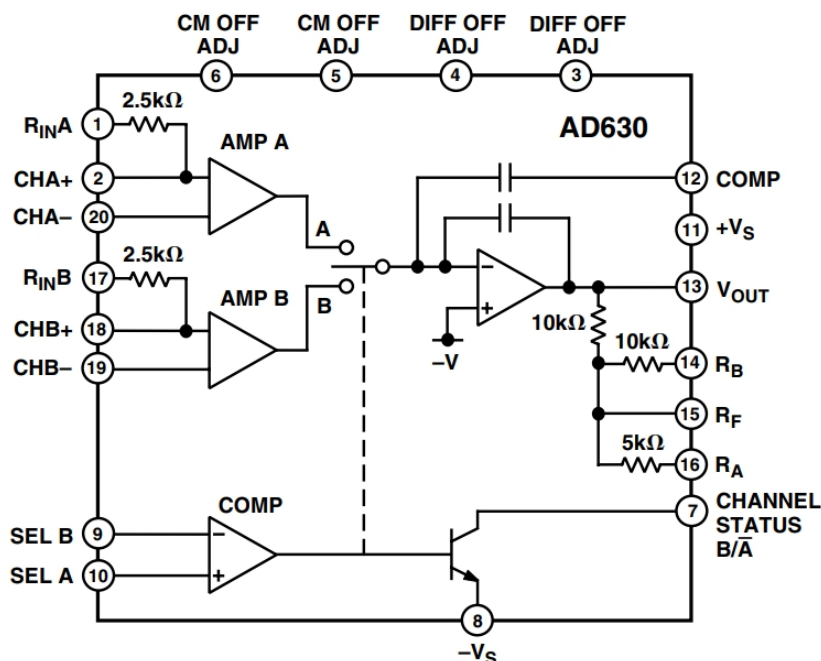 CM OFF
ADJ
CM OFF
ADJ
DIFF OFF
ADJ
DIFF OFF
ADJ
6
5
4
3
2.5kΩ
AD630
RINA
1
AMP A
CHA+
2
12
COMP
CHA–
20
A
11
+VS
2.5kΩ
RINB
17
–
13
VOUT
AMP B
B
+
10kΩ
10kΩ
CHB+
18
–V
14
RB
CHB–
19
15
RF
5kΩ
16
RA
COMP
7
CHANNEL
STATUS
B/A̅
SEL B
9
–
SEL A
10
+
8
–VS